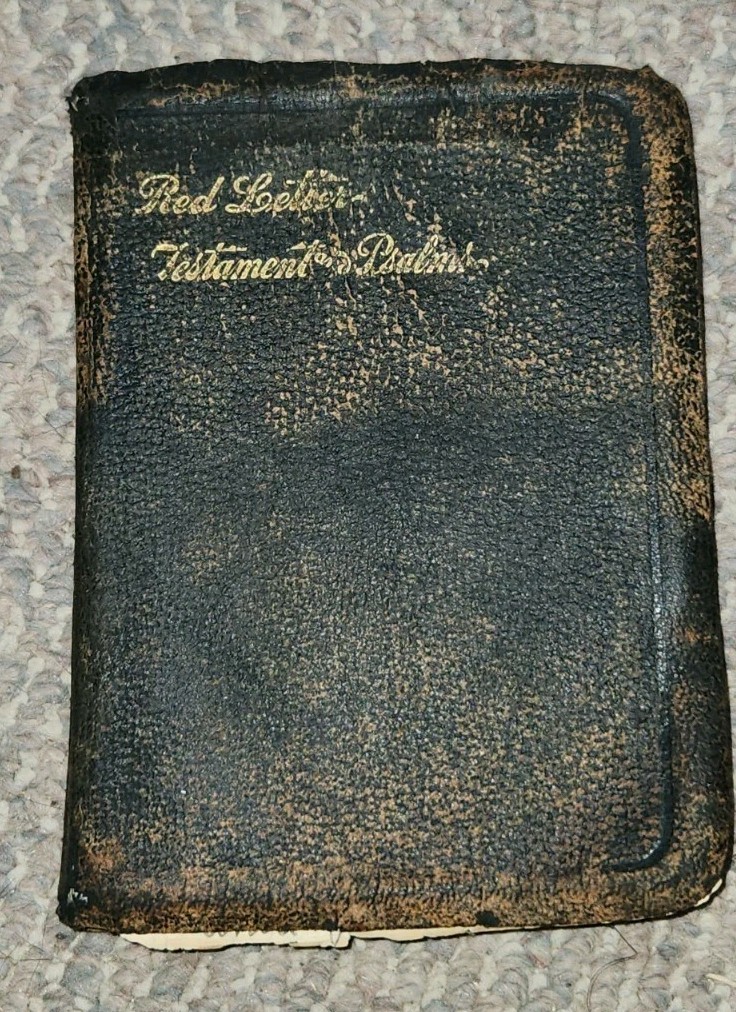 Red Letter
Testament & Psalms